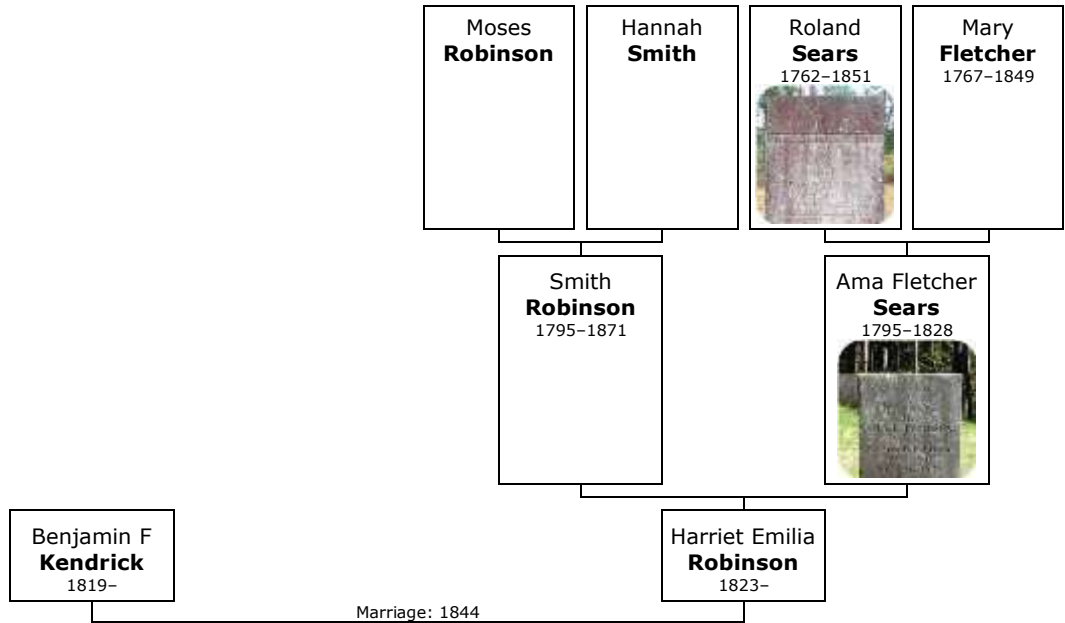 Moses
Robinson
Hannah
Smith
Roland
Sears
1762–1851
Mary
Fletcher
1767–1849
Smith
Robinson
1795–1871
Ama Fletcher
Sears
1795–1828
Benjamin F
Kendrick
1819–
Harriet Emilia
Robinson
1823–
Marriage: 1844